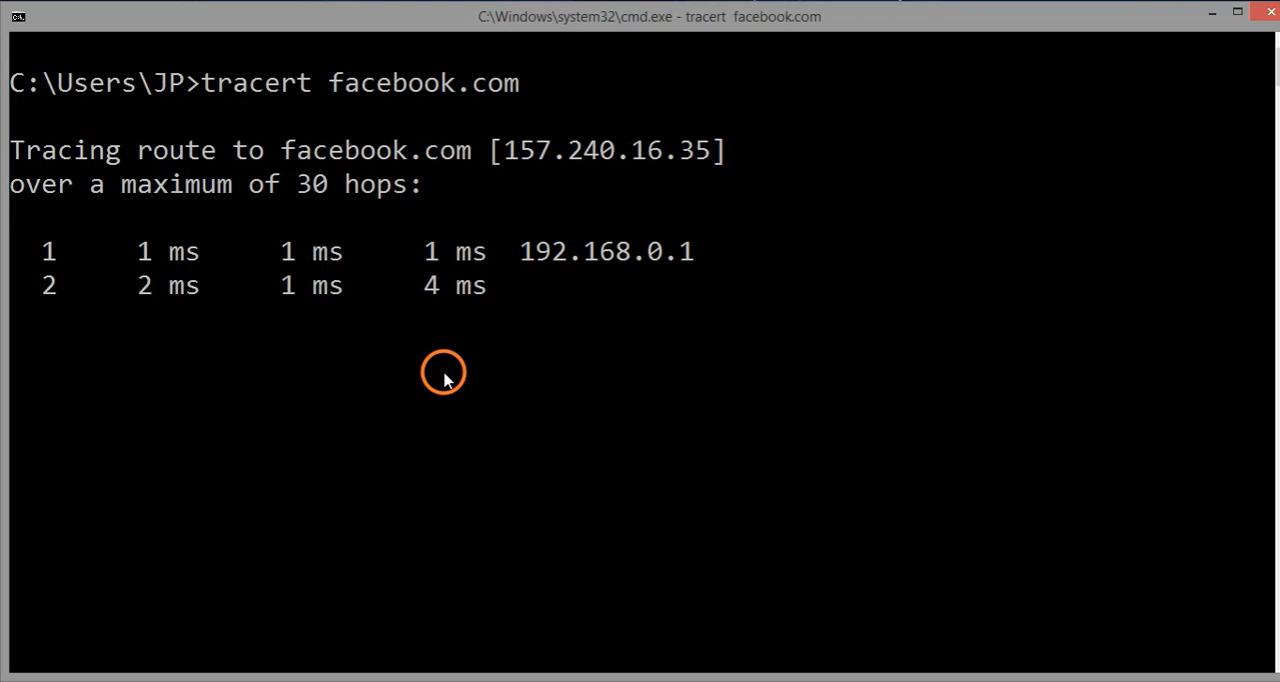 C:\Windows\system32\cmd.exe - tracert  facebook.com
C:\Users\JP>tracert facebook.com
Tracing route to facebook.com [157.240.16.35]
over a maximum of 30 hops:
  1     1 ms     1 ms     1 ms  192.168.0.1
  2     2 ms     1 ms     4 ms